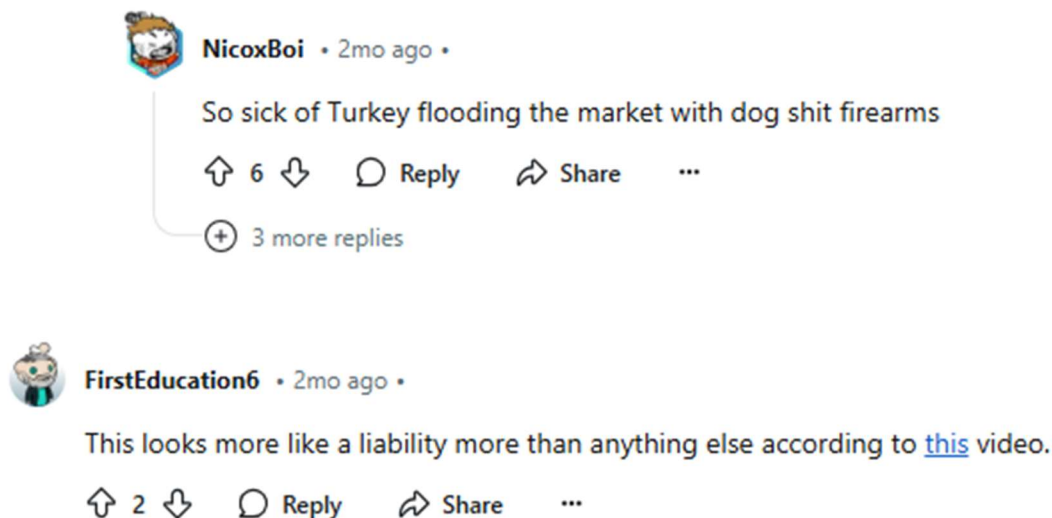 NicoxBoi • 2mo ago •
So sick of Turkey flooding the market with dog shit firearms
6 Reply Share ...
3 more replies
FirstEducation6 • 2mo ago •
This looks more like a liability more than anything else according to this video.
2 Reply Share ...